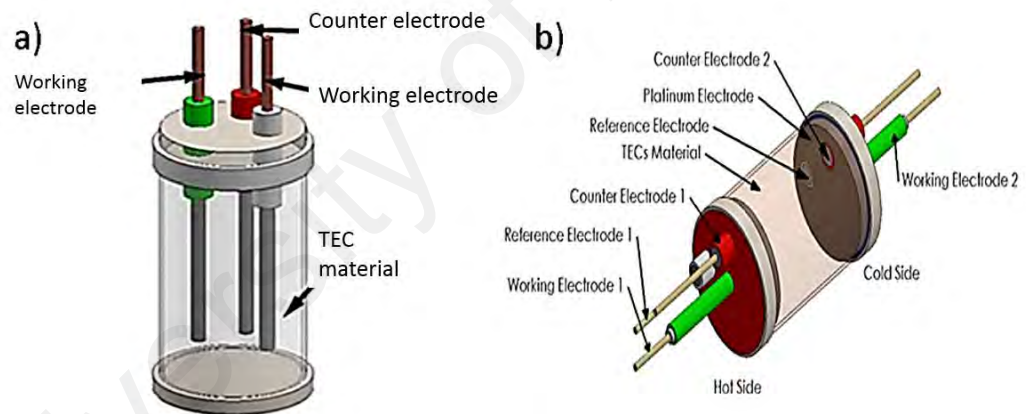 a)
Counter electrode
Working
electrode
Working electrode
TEC
material
b)
Counter Electrode 2
Platinum Electrode
Reference Electrode
TECs Material
Working Electrode 2
Counter Electrode 1
Reference Electrode 1
Working Electrode 1
Cold Side
Hot Side